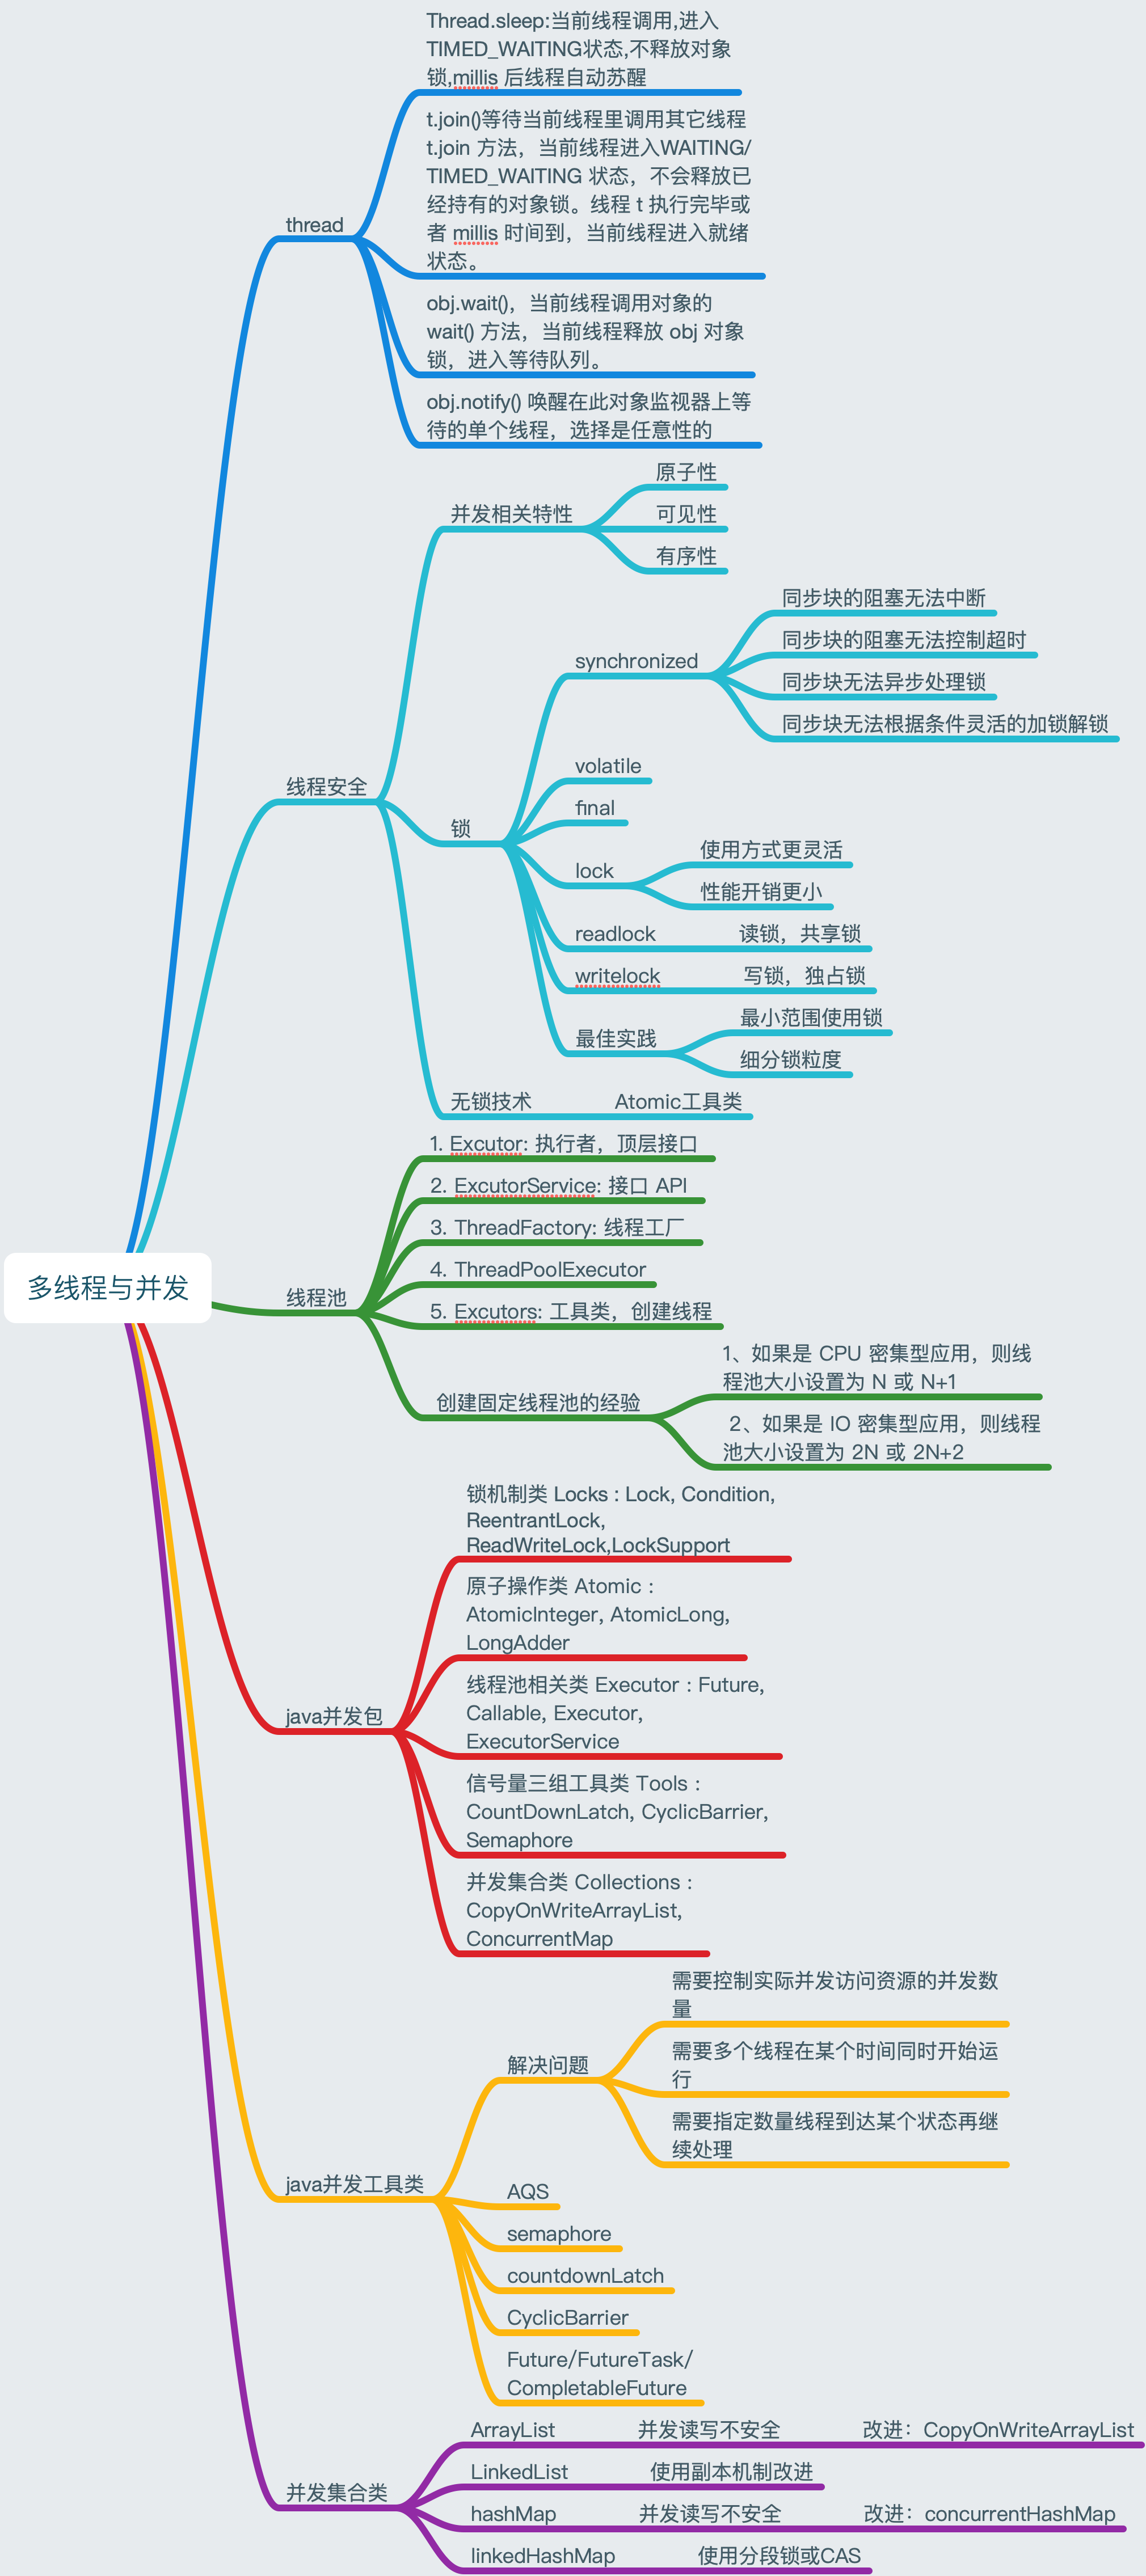 Thread.sleep:当前线程调用,进入
TIMED_WAITING状态,不释放对象
锁,millis 后线程自动苏醒
t.join()等待当前线程里调用其它线程
t.join 方法，当前线程进入WAITING/
TIMED_WAITING 状态，不会释放已
经持有的对象锁。线程 t 执行完毕或
者 millis 时间到，当前线程进入就绪
状态。
thread
obj.wait()，当前线程调用对象的
wait() 方法，当前线程释放 obj 对象
锁，进入等待队列。
obj.notify() 唤醒在此对象监视器上等
待的单个线程，选择是任意性的
原子性
并发相关特性
可见性
有序性
同步块的阻塞无法中断
同步块的阻塞无法控制超时
synchronized
同步块无法异步处理锁
同步块无法根据条件灵活的加锁解锁
volatile
线程安全
final
锁
使用方式更灵活
lock
性能开销更小
readlock 读锁，共享锁
writelock 写锁，独占锁
最小范围使用锁
最佳实践
细分锁粒度
无锁技术 Atomic工具类
1. Excutor: 执行者，顶层接口
2. ExcutorService: 接口 API
3. ThreadFactory: 线程工厂
4. ThreadPoolExecutor
多线程与并发
线程池
5. Excutors: 工具类，创建线程
1、如果是 CPU 密集型应用，则线
程池大小设置为 N 或 N+1
创建固定线程池的经验
2、如果是 IO 密集型应用，则线程
池大小设置为 2N 或 2N+2
锁机制类 Locks : Lock, Condition,
ReentrantLock,
ReadWriteLock,LockSupport
原子操作类 Atomic :
AtomicInteger, AtomicLong,
LongAdder
线程池相关类 Executor : Future,
Callable, Executor,
ExecutorService
java并发包
信号量三组工具类 Tools :
CountDownLatch, CyclicBarrier,
Semaphore
并发集合类 Collections :
CopyOnWriteArrayList,
ConcurrentMap
需要控制实际并发访问资源的并发数
量
需要多个线程在某个时间同时开始运
行
解决问题
需要指定数量线程到达某个状态再继
续处理
java并发工具类
AQS
semaphore
countdownLatch
CyclicBarrier
Future/FutureTask/
CompletableFuture
ArrayList 并发读写不安全 改进：CopyOnWriteArrayList
LinkedList 使用副本机制改进
并发集合类
hashMap 并发读写不安全 改进：concurrentHashMap
linkedHashMap 使用分段锁或CAS